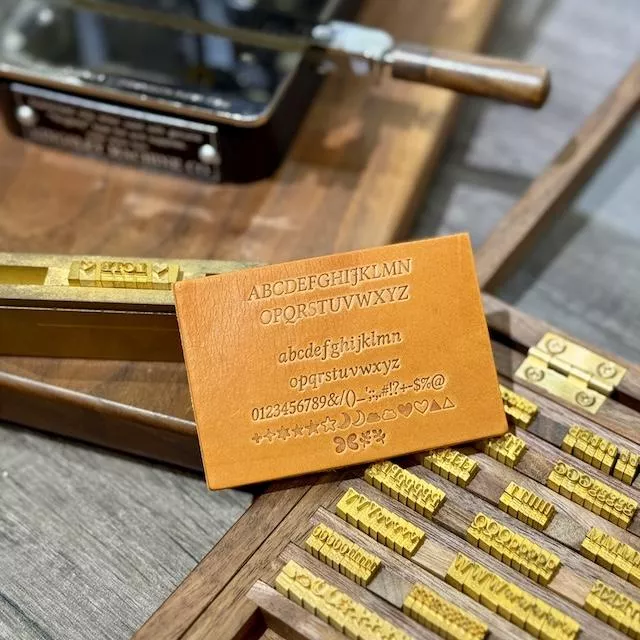 ABCDEFGHIJKLMN
OPQRSTUVWXYZ
abcdefghijklmn
opqrstuvwxyz
0123456789&/()–:;.,#!?+-$%@